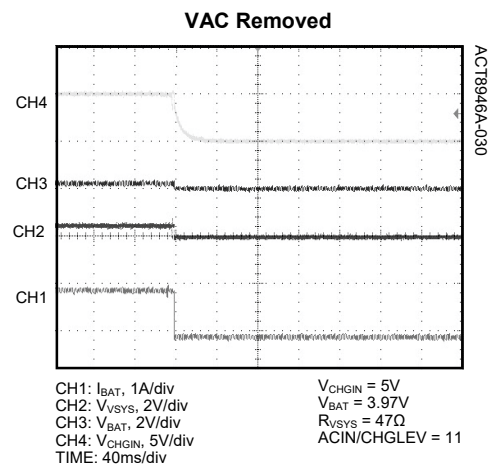 VAC Removed
ACT8946A-030
CH4
CH3
CH2
CH1
CH1: IBAT, 1A/div
CH2: VVSYS, 2V/div
CH3: VBAT, 2V/div
CH4: VCHGIN, 5V/div
TIME: 40ms/div
VCHGIN = 5V
VBAT = 3.97V
RVSYS = 47Ω
ACIN/CHGLEV = 11